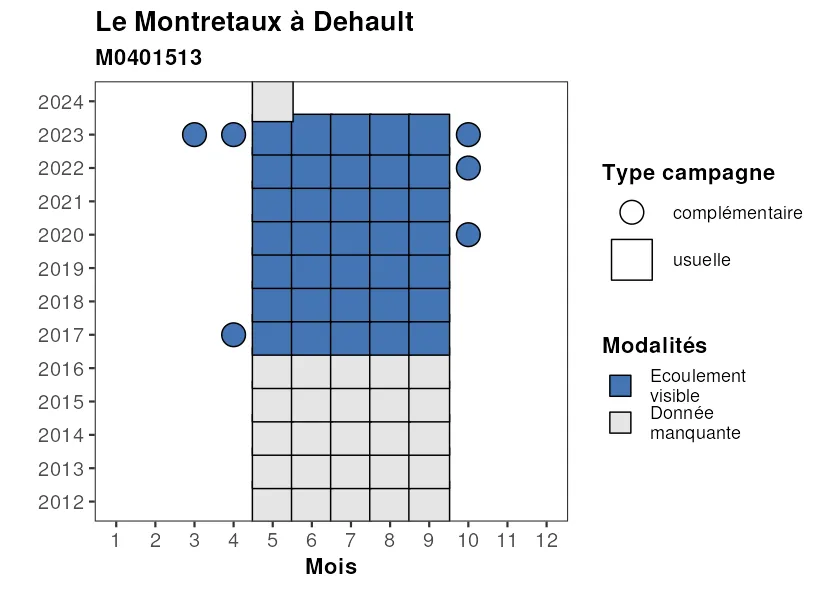 Le Montretaux à Dehault
M0401513
2024
2023
2022
2021
2020
2019
2018
2017
2016
2015
2014
2013
2012
1 2 3 4 5 6 7 8 9 10 11 12
Mois
Type campagne
complémentaire
usuelle
Modalités
Ecoulement
visible
Donnée
manquante